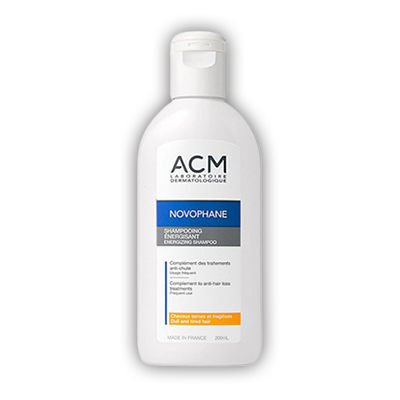 ACM
LABORATOIRE
DERMATOLOGIQUE
NOVOPHANE
SHAMPOOING
ÉNERGISANT
ENERGIZING SHAMPOO
Complément des traitements
anti-chute
Usage fréquent
Complement to anti-hair loss
treatments
Frequent use
Cheveux ternes et fragilisés
Dull and tired hair
MADE IN FRANCE 200ML